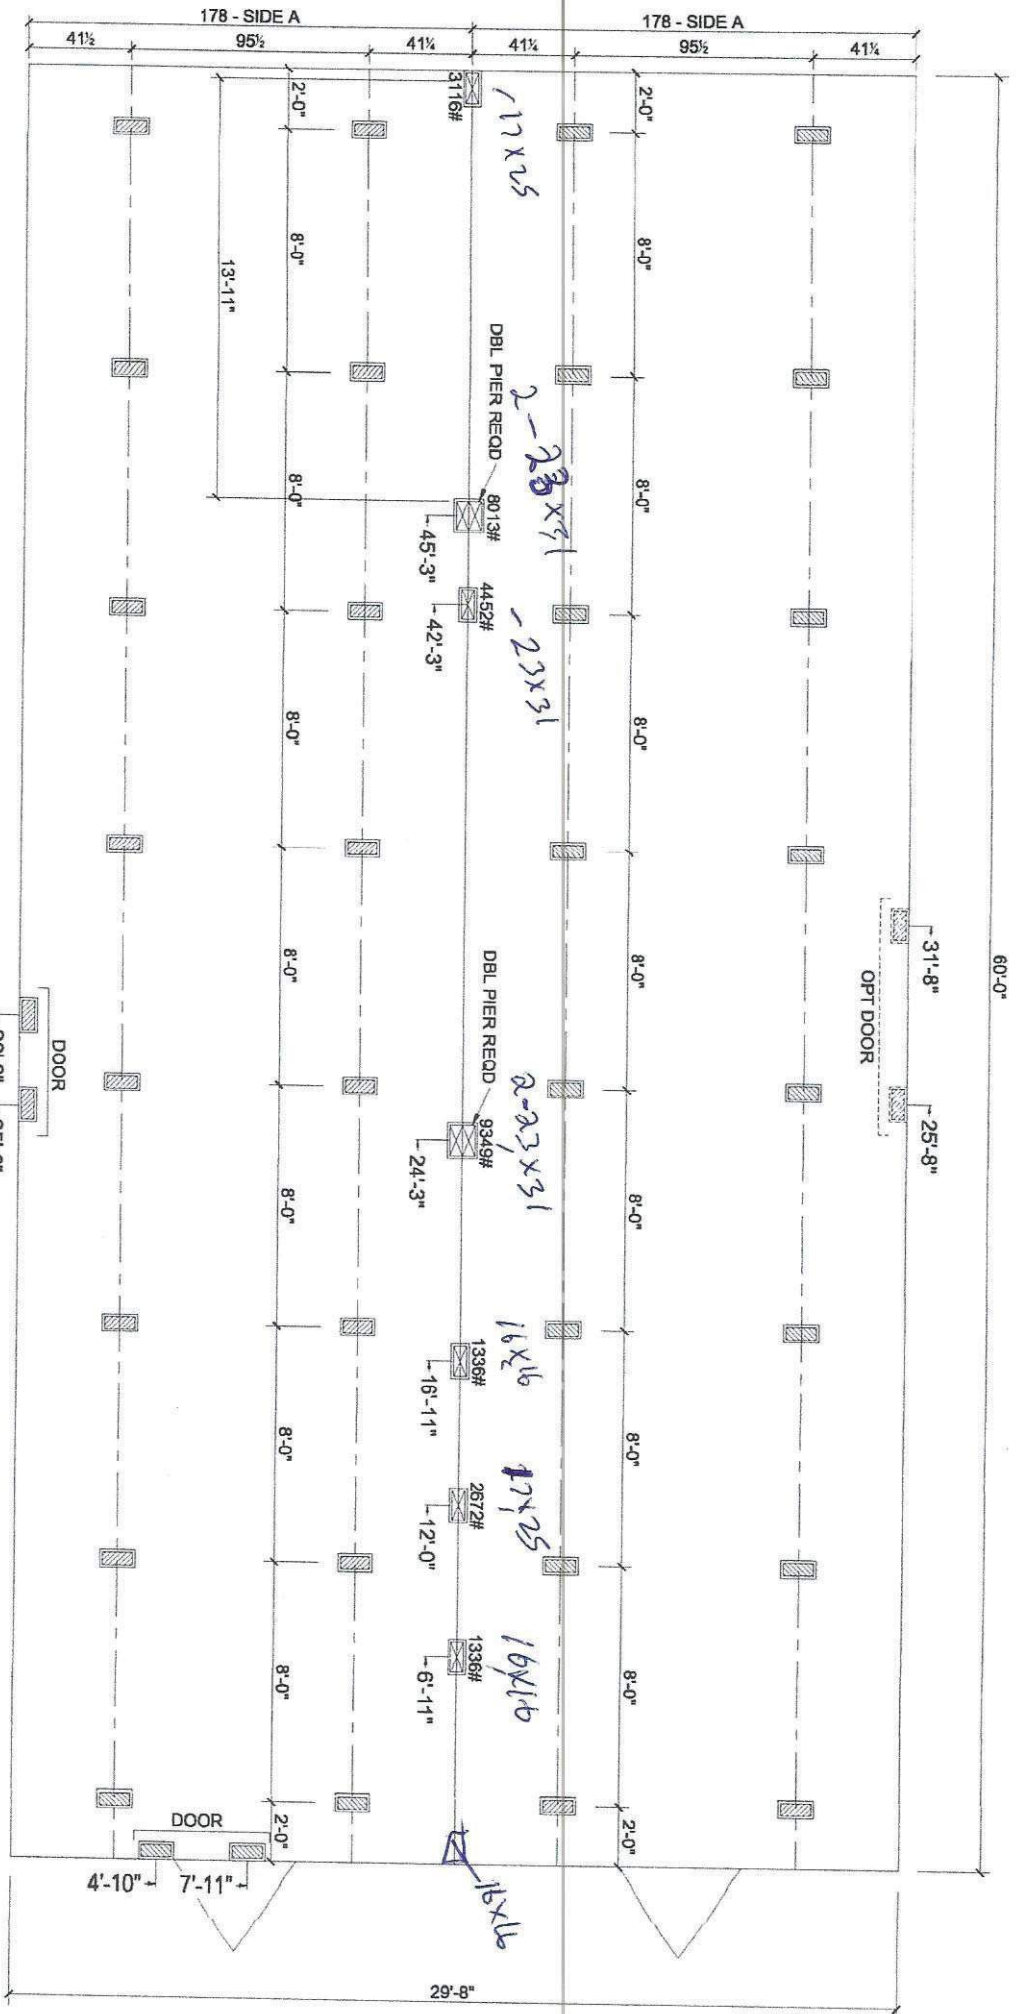 178 - SIDE A
178 - SIDE A
41½
95½
41¼
41¼
95½
41¼
60'-0"
2'-0"
8'-0"
8'-0"
8'-0"
8'-0"
8'-0"
8'-0"
8'-0"
2'-0"
2'-0"
8'-0"
8'-0"
8'-0"
8'-0"
8'-0"
8'-0"
8'-0"
2'-0"
13'-11"
3116#
17x25
DBL PIER REQD
8013#
45'-3"
2-23x31
4452#
42'-3"
-23x31
DBL PIER REQD
9349#
24'-3"
2-23x31
1336#
16'-11"
16x16
2672#
12'-0"
17x25
1336#
6'-11"
16x16
16x16
31'-8"
25'-8"
OPT DOOR
DOOR
DOOR
4'-10"
7'-11"
29'-8"